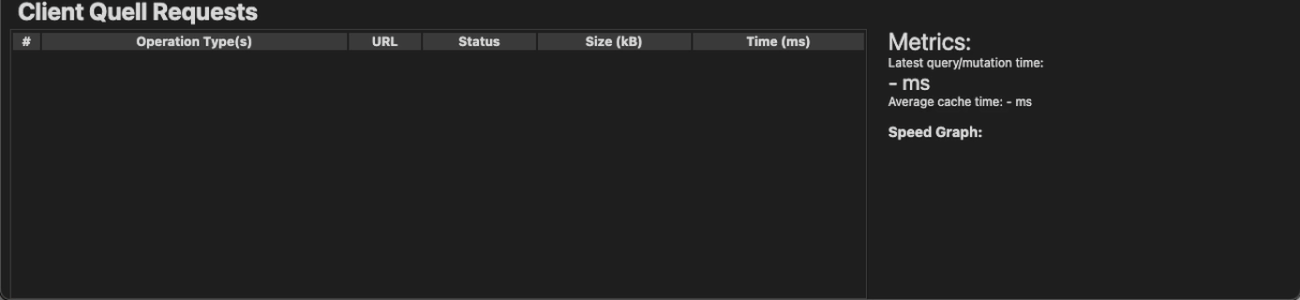 Client Quell Requests
# Operation Type(s) URL Status Size (kB) Time (ms)
Metrics:
Latest query/mutation time:
- ms
Average cache time: - ms
Speed Graph: